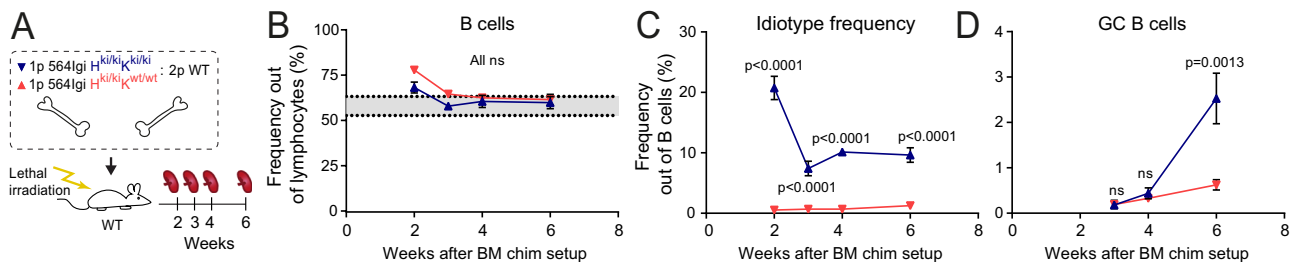 A
1p 564Igi H^ki/ki K^ki/ki
1p 564Igi H^ki/ki K^wt/wt
: 2p WT
Lethal
irradiation
WT
2 3 4 6
Weeks
B
B cells
Frequency out
of lymphocytes (%)
100
75
50
25
0
All ns
0 2 4 6 8
Weeks after BM chim setup
C
Idiotype frequency
Frequency
out of B cells (%)
30
20
10
0
p<0.0001
p<0.0001
p<0.0001
p<0.0001
0 2 4 6 8
Weeks after BM chim setup
D
GC B cells
4
3
2
1
0
p=0.0013
ns
ns
0 2 4 6 8
Weeks after BM chim setup